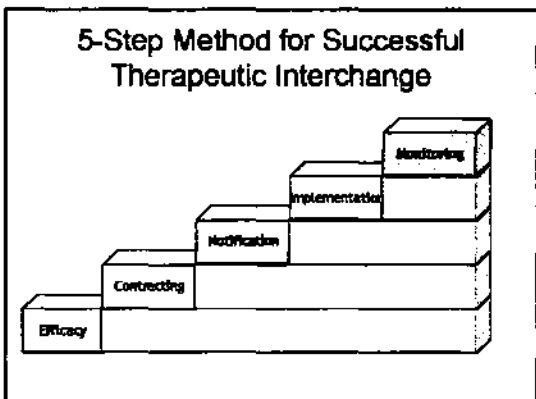 5-Step Method for Successful
Therapeutic Interchange
Monitoring
Implementation
Notification
Contracting
Efficacy